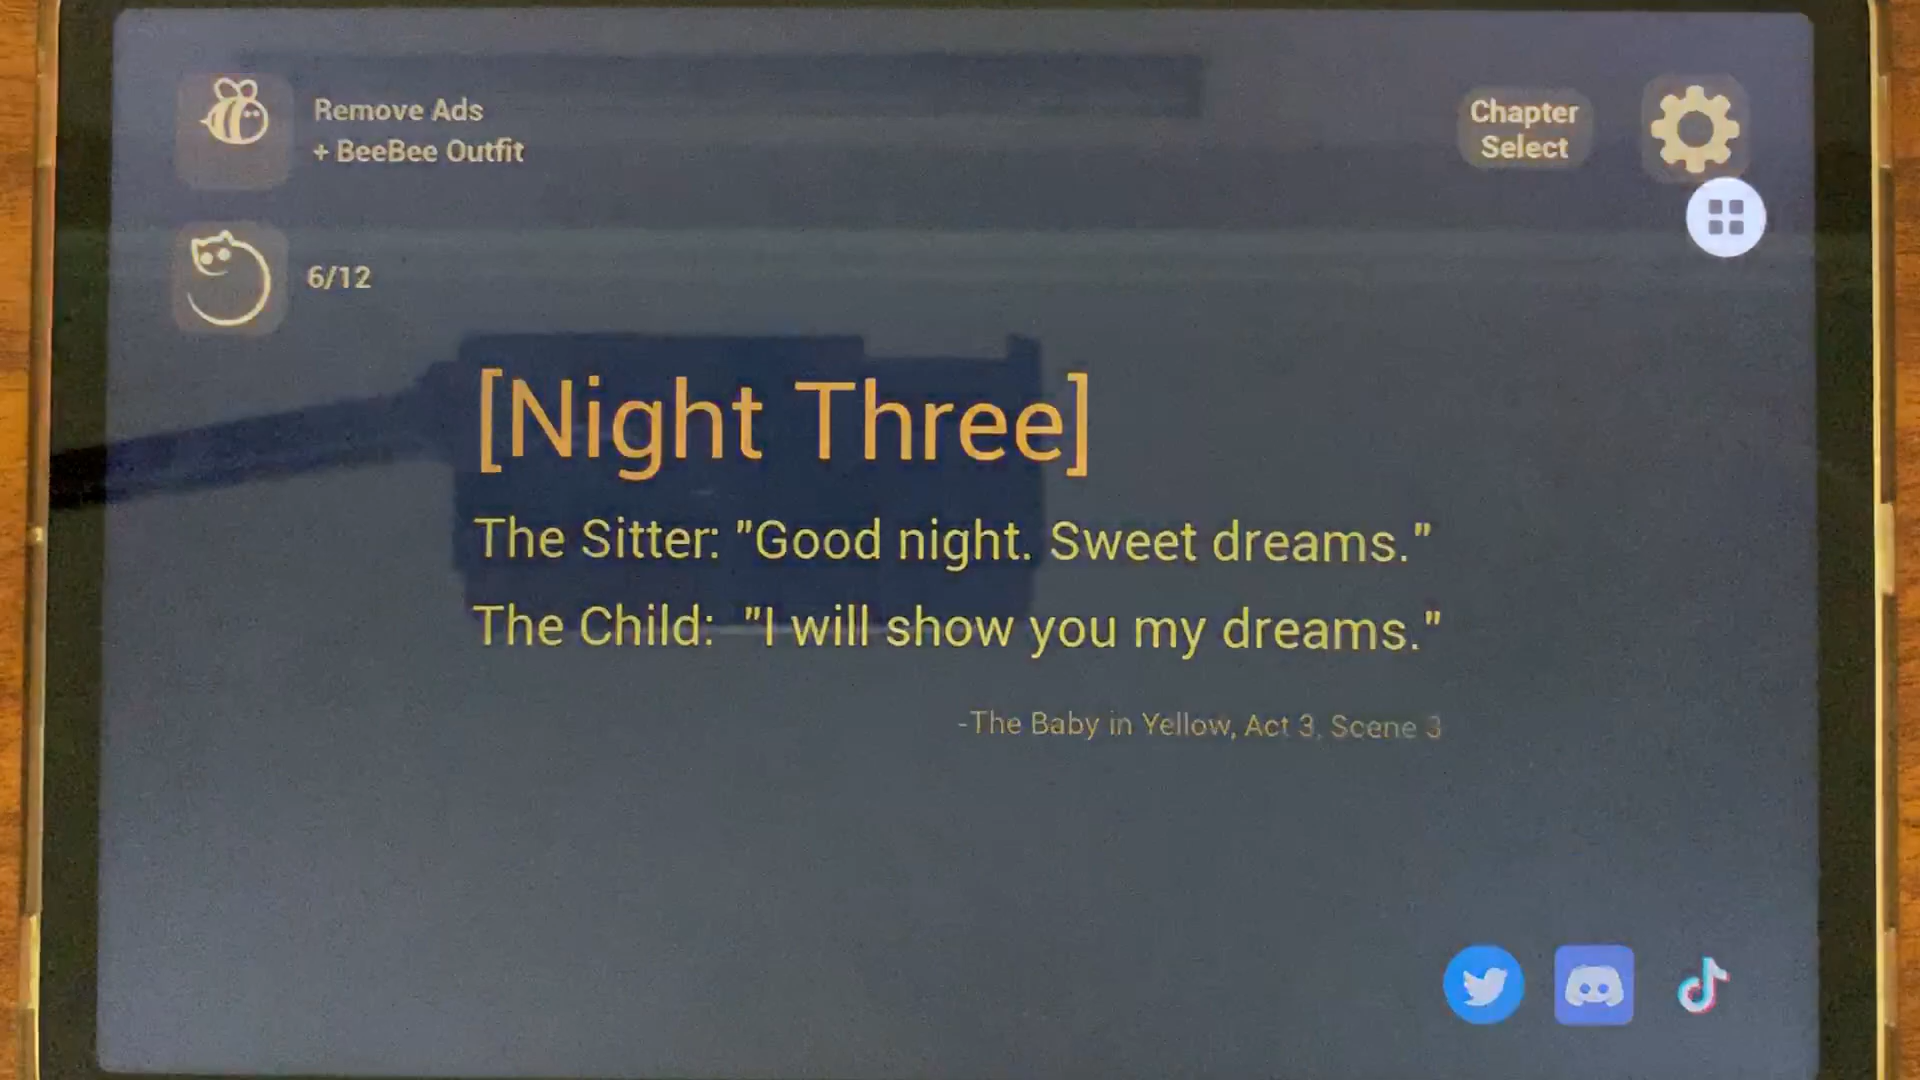 Remove Ads
+ BeeBee Outfit
Chapter
Select
6/12
[Night Three]
The Sitter: "Good night. Sweet dreams."
The Child: "I will show you my dreams."
-The Baby in Yellow, Act 3, Scene 3